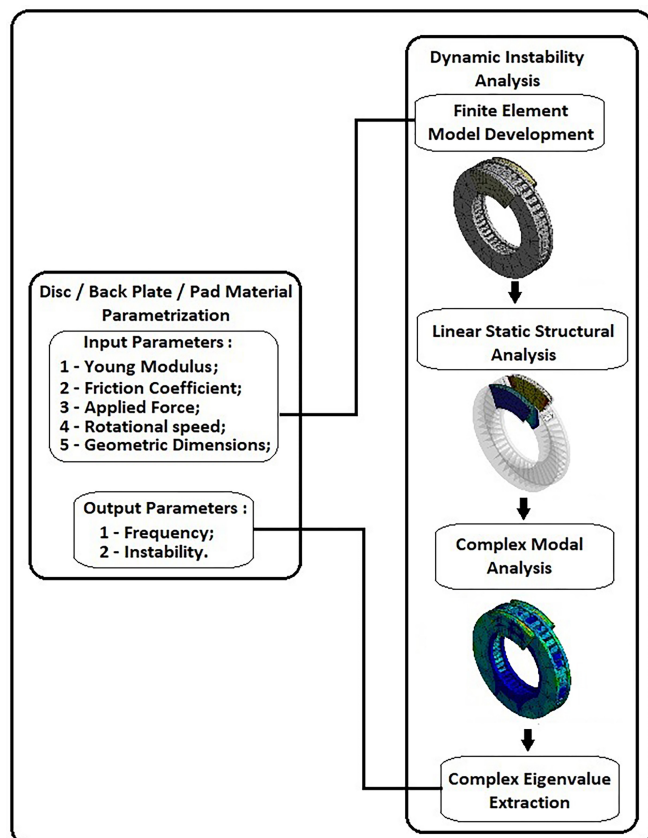 Dynamic Instability
Analysis
Finite Element
Model Development
Linear Static Structural
Analysis
Complex Modal
Analysis
Complex Eigenvalue
Extraction
Disc / Back Plate / Pad Material
Parametrization
Input Parameters :
1 - Young Modulus;
2 - Friction Coefficient;
3 - Applied Force;
4 - Rotational speed;
5 - Geometric Dimensions;
Output Parameters :
1 - Frequency;
2 - Instability.